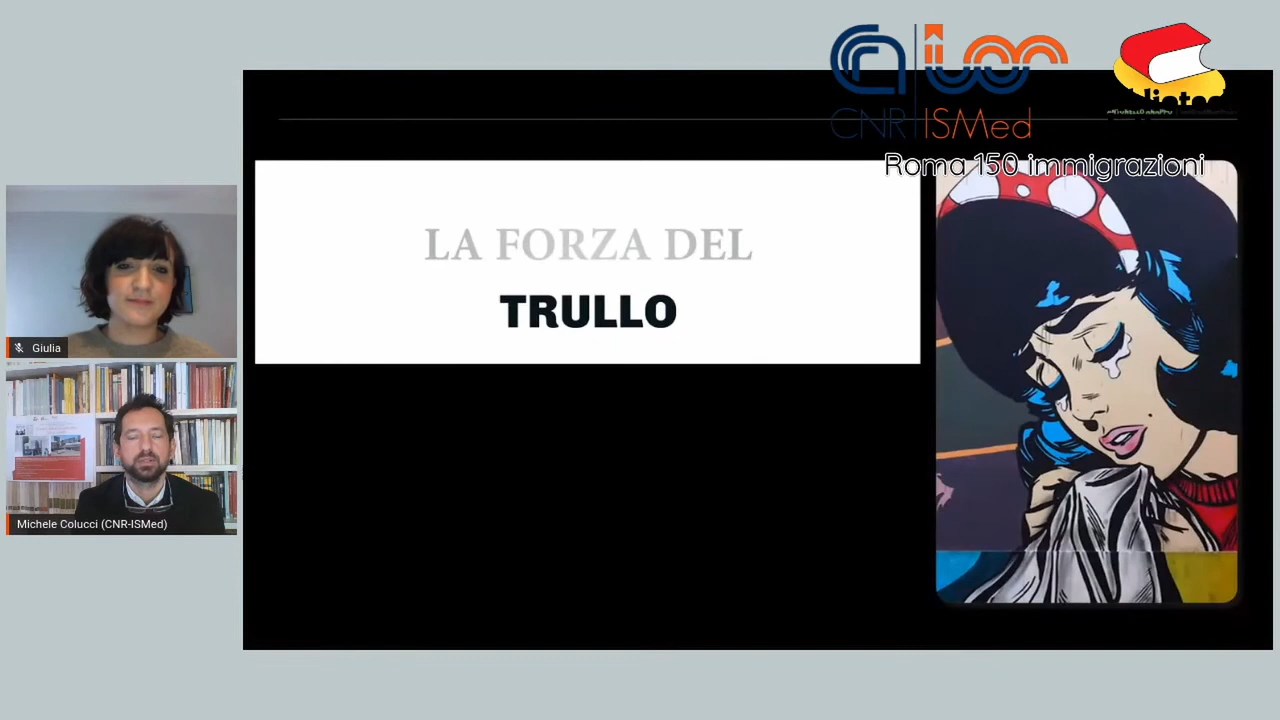 CNR ISMed
Roma 150 immigrazioni
LA FORZA DEL
TRULLO
Giulia
Michele Colucci (CNR-ISMed)